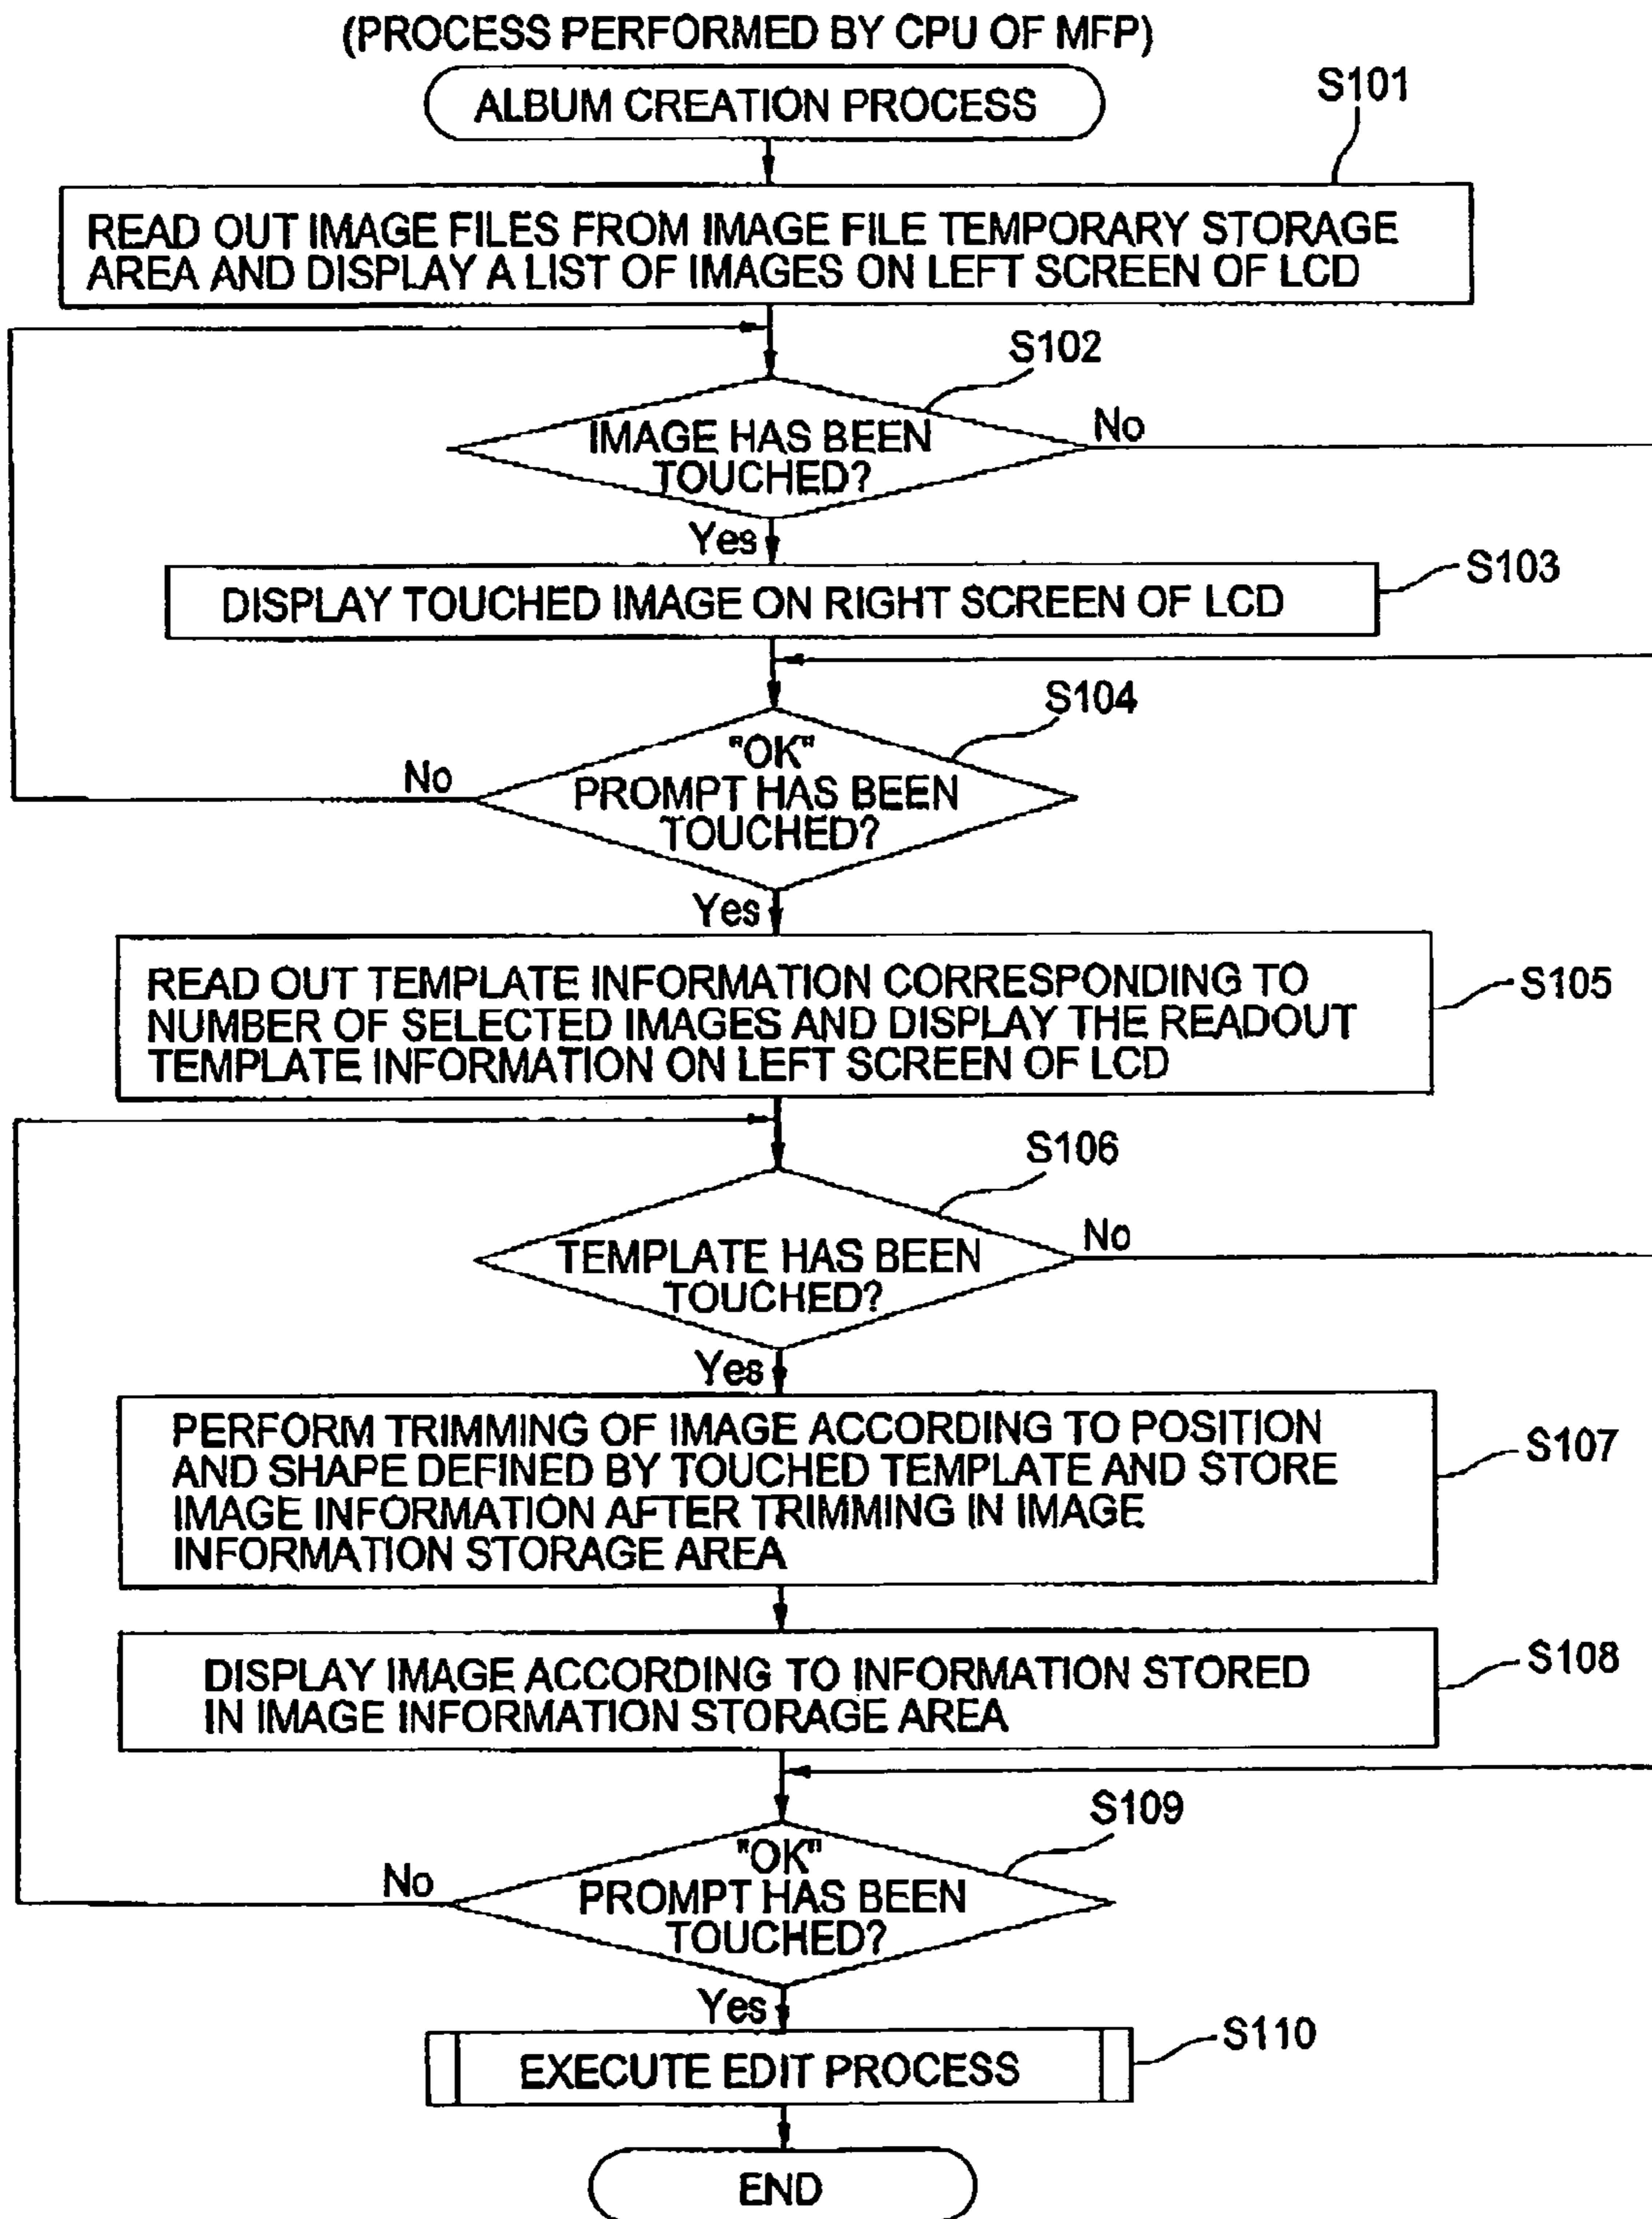 (PROCESS PERFORMED BY CPU OF MFP)
ALBUM CREATION PROCESS
S101
READ OUT IMAGE FILES FROM IMAGE FILE TEMPORARY STORAGE
AREA AND DISPLAY A LIST OF IMAGES ON LEFT SCREEN OF LCD
S102
IMAGE HAS BEEN
TOUCHED?
No
Yes
S103
DISPLAY TOUCHED IMAGE ON RIGHT SCREEN OF LCD
S104
"OK"
PROMPT HAS BEEN
TOUCHED?
No
Yes
S105
READ OUT TEMPLATE INFORMATION CORRESPONDING TO
NUMBER OF SELECTED IMAGES AND DISPLAY THE READOUT
TEMPLATE INFORMATION ON LEFT SCREEN OF LCD
S106
TEMPLATE HAS BEEN
TOUCHED?
No
Yes
S107
PERFORM TRIMMING OF IMAGE ACCORDING TO POSITION
AND SHAPE DEFINED BY TOUCHED TEMPLATE AND STORE
IMAGE INFORMATION AFTER TRIMMING IN IMAGE
INFORMATION STORAGE AREA
S108
DISPLAY IMAGE ACCORDING TO INFORMATION STORED
IN IMAGE INFORMATION STORAGE AREA
S109
"OK"
PROMPT HAS BEEN
TOUCHED?
No
Yes
S110
EXECUTE EDIT PROCESS
END